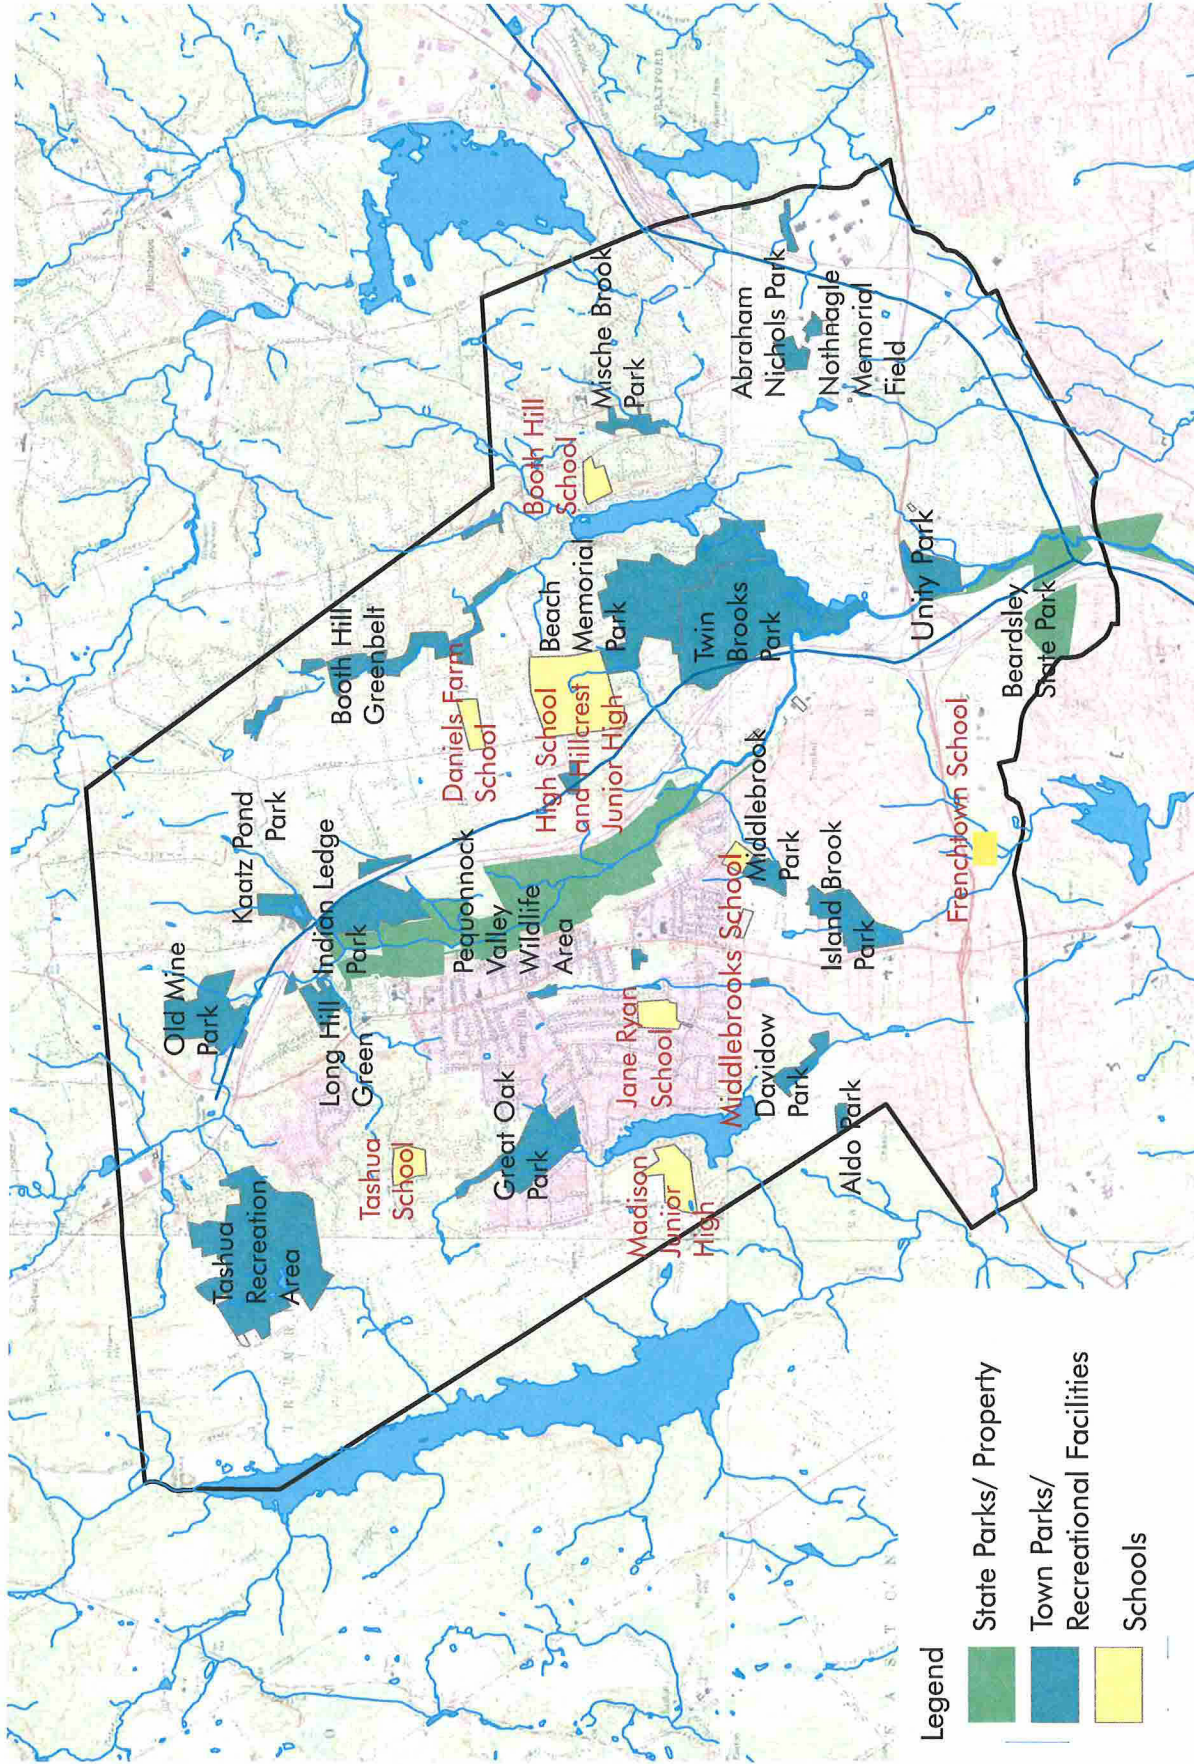 Tashua
Recreation
Area
Old Mine
Park
Kaatz Pond
Park
Long Hill
Green
Indian Ledge
Park
Booth Hill
Greenbelt
Tashua
School
Daniels Farm
School
Pequonnock
Valley
Wildlife
Area
Great Oak
Park
High School
and Hillcrest
Junior High
Beach
Memorial
Park
Booth Hill
School
Mische Brook
Park
Madison
Junior
High
Jane Ryan
School
Middlebrooks School
Middlebrook
Park
Twin
Brooks
Park
Abraham
Nichols Park
Nothnagle
Memorial
Field
Davidow
Park
Aldo Park
Island Brook
Park
Unity Park
Frenchtown School
Beardsley
State Park
STRATFORD
Legend
State Parks/ Property
Town Parks/
Recreational Facilities
Schools